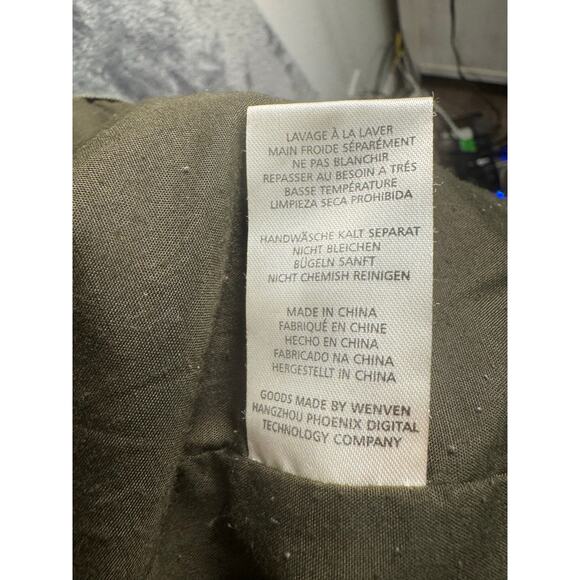 LAVAGE À LA LAVER
MAIN FROIDE SÉPARÉMENT
NE PAS BLANCHIR
REPASSER AU BESOIN A TRÉS
BASSE TEMPÉRATURE
LIMPIEZA SECA PROHIBIDA
HANDWÄSCHE KALT SEPARAT
NICHT BLEICHEN
BÜGELN SANFT
NICHT CHEMISH REINIGEN
MADE IN CHINA
FABRIQUÉ EN CHINE
HECHO EN CHINA
FABRICADO NA CHINA
HERGESTELLT IN CHINA
GOODS MADE BY WENVEN
HANGZHOU PHOENIX DIGITAL
TECHNOLOGY COMPANY